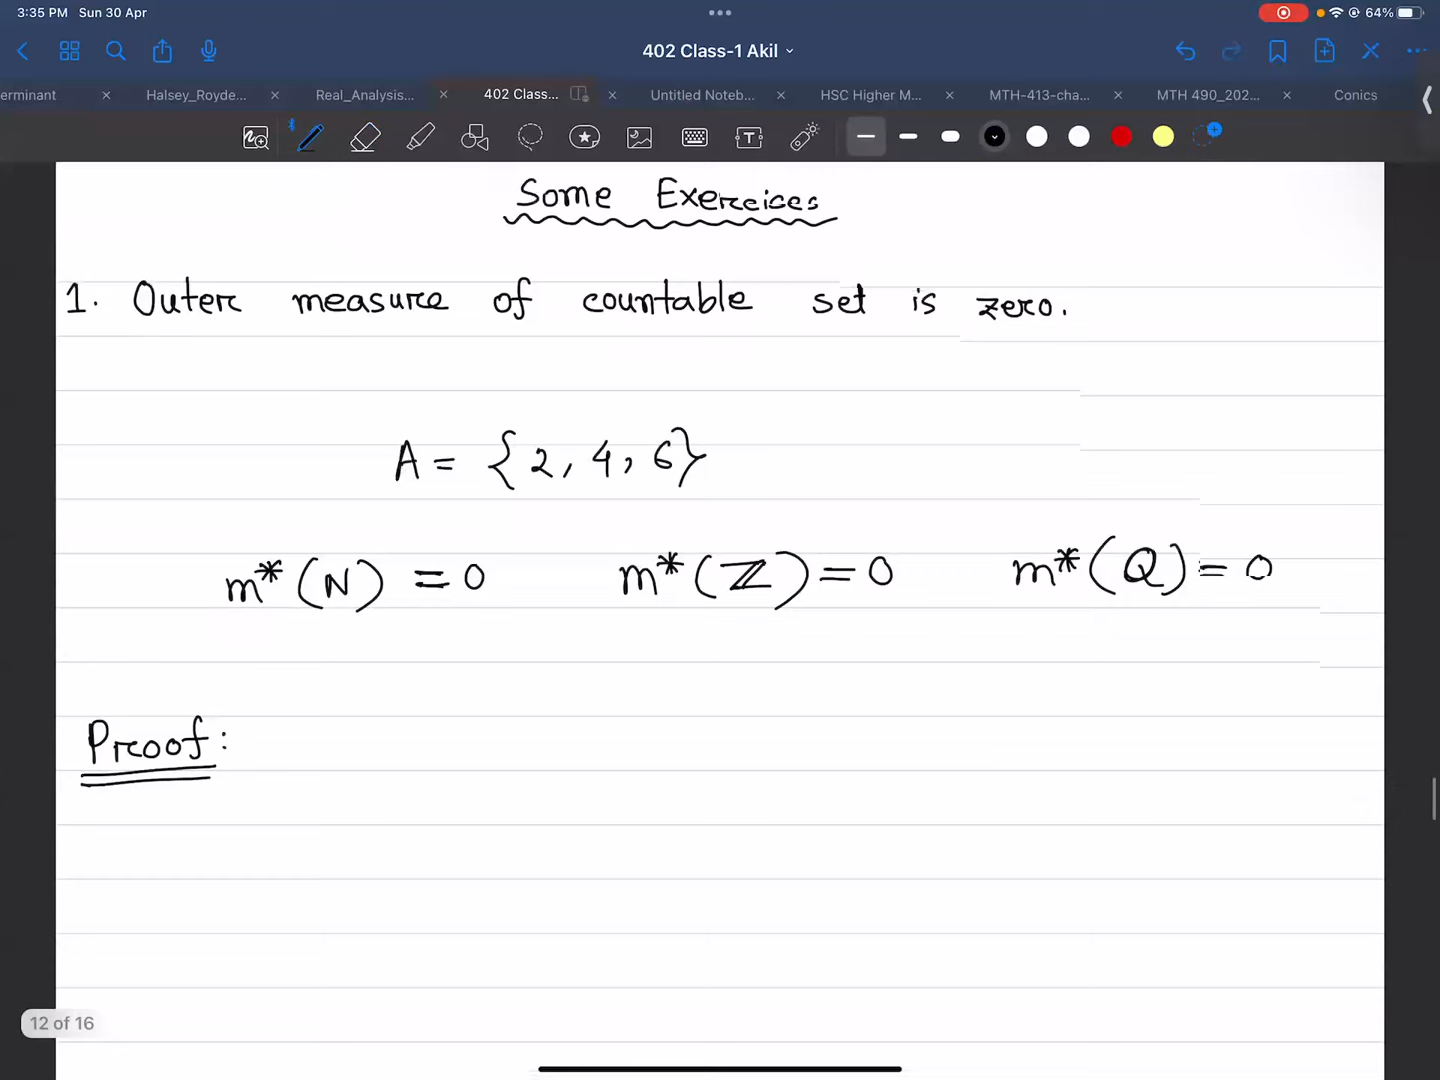 3:35 PM Sun 30 Apr
64%
402 Class-1 Akil
erminant
Halsey_Royde...
Real_Analysis...
402 Class...
Untitled Noteb...
HSC Higher M...
MTH-413-cha...
MTH 490_202...
Conics
Some Exercices
1. Outer measure of countable set is zero.
A = {2, 4, 6}
m*(N) = 0 m*(ℤ) = 0 m*(Q) = 0
Proof:
12 of 16